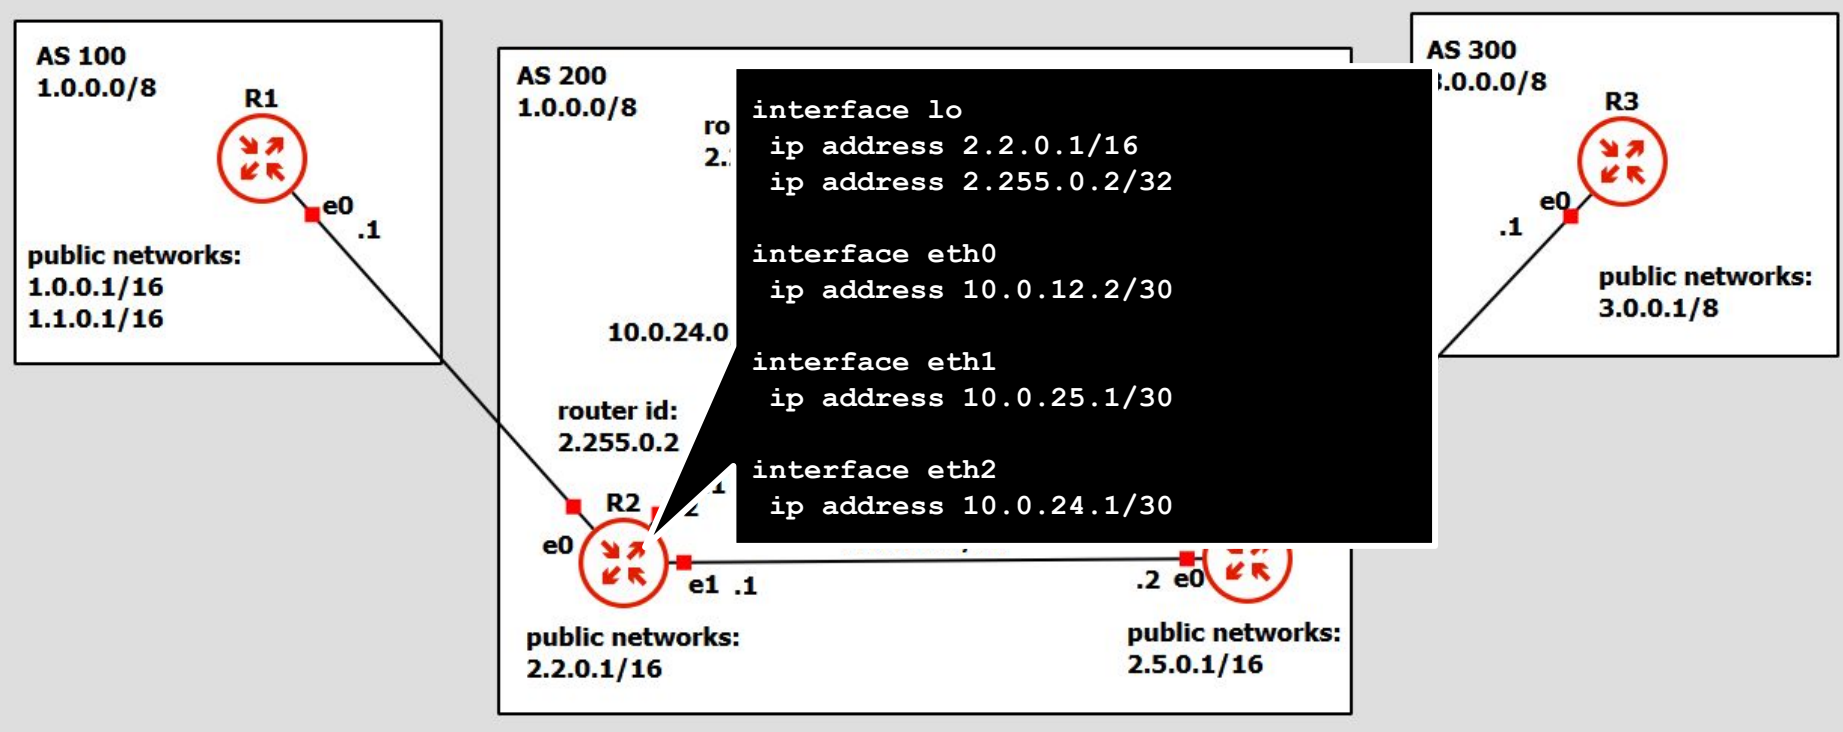 AS 100
1.0.0.0/8
R1
e0
.1
public networks:
1.0.0.1/16
1.1.0.1/16
AS 200
1.0.0.0/8
10.0.24.0
router id:
2.255.0.2
R2
e0
e1 .1
public networks:
2.2.0.1/16
interface lo
ip address 2.2.0.1/16
ip address 2.255.0.2/32
interface eth0
ip address 10.0.12.2/30
interface eth1
ip address 10.0.25.1/30
interface eth2
ip address 10.0.24.1/30
.2 e0
public networks:
2.5.0.1/16
AS 300
.0.0.0/8
R3
e0
.1
public networks:
3.0.0.1/8